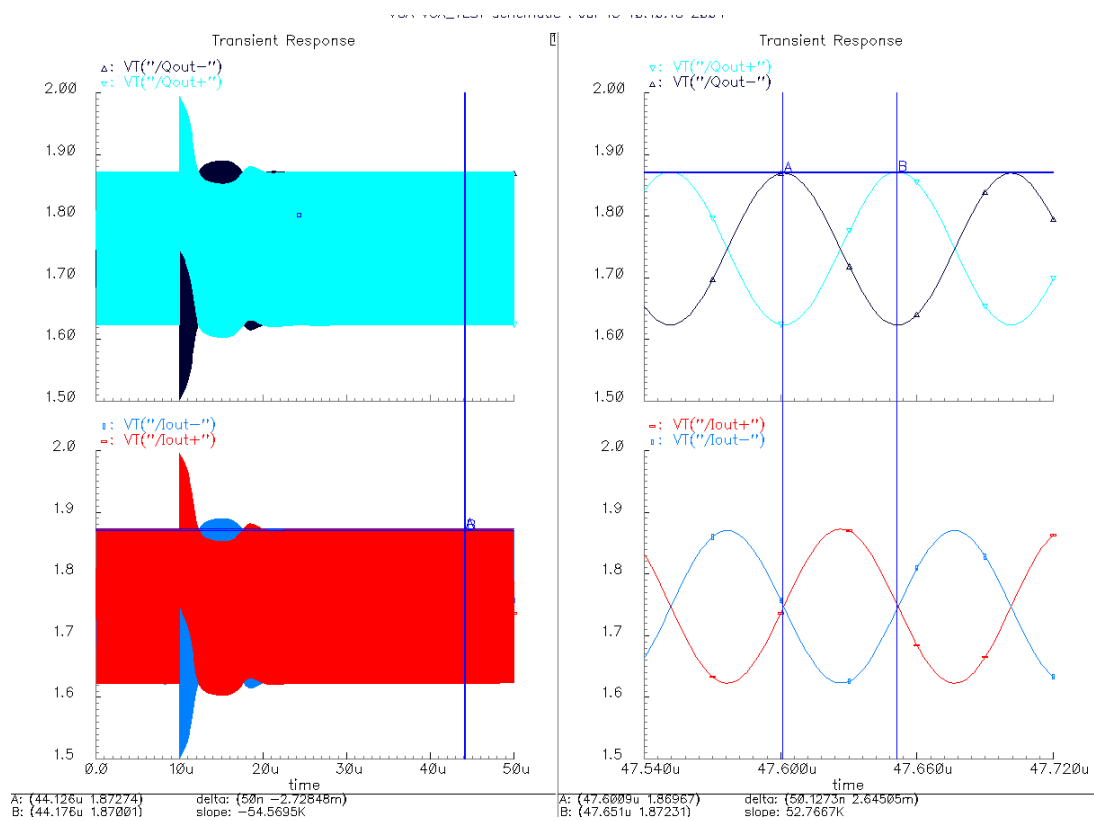 Transient Response
1
△: VT("/Qout-")
▽: VT("/Qout+")
2.00
1.90
1.80
1.70
1.60
1.50
▯: VT("/Iout-")
▭: VT("/Iout+")
2.0
1.9
1.8
1.7
1.6
1.5
0.0 10u 20u 30u 40u 50u
time
A: (44.126u 1.87274) delta: (50n -2.72848m)
B: (44.176u 1.87001) slope: -54.5695K
Transient Response
▽: VT("/Qout+")
△: VT("/Qout-")
2.00
1.90
1.80
1.70
1.60
1.50
A
B
▭: VT("/Iout+")
▯: VT("/Iout-")
2.0
1.9
1.8
1.7
1.6
1.5
47.540u 47.600u 47.660u 47.720u
time
A: (47.6009u 1.86967) delta: (50.1273n 2.64505m)
B: (47.651u 1.87231) slope: 52.7667K